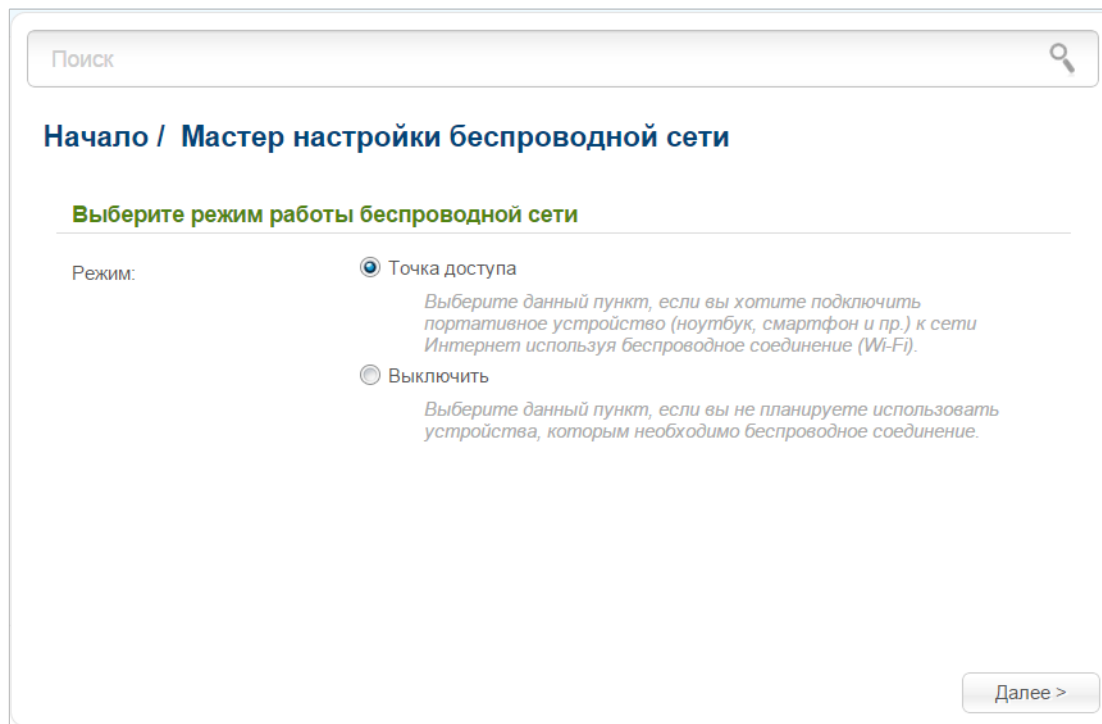 Поиск
Начало / Мастер настройки беспроводной сети
Выберите режим работы беспроводной сети
Режим:
Точка доступа
Выберите данный пункт, если вы хотите подключить
портативное устройство (ноутбук, смартфон и пр.) к сети
Интернет используя беспроводное соединение (Wi-Fi).
Выключить
Выберите данный пункт, если вы не планируете использовать
устройства, которым необходимо беспроводное соединение.
Далее >